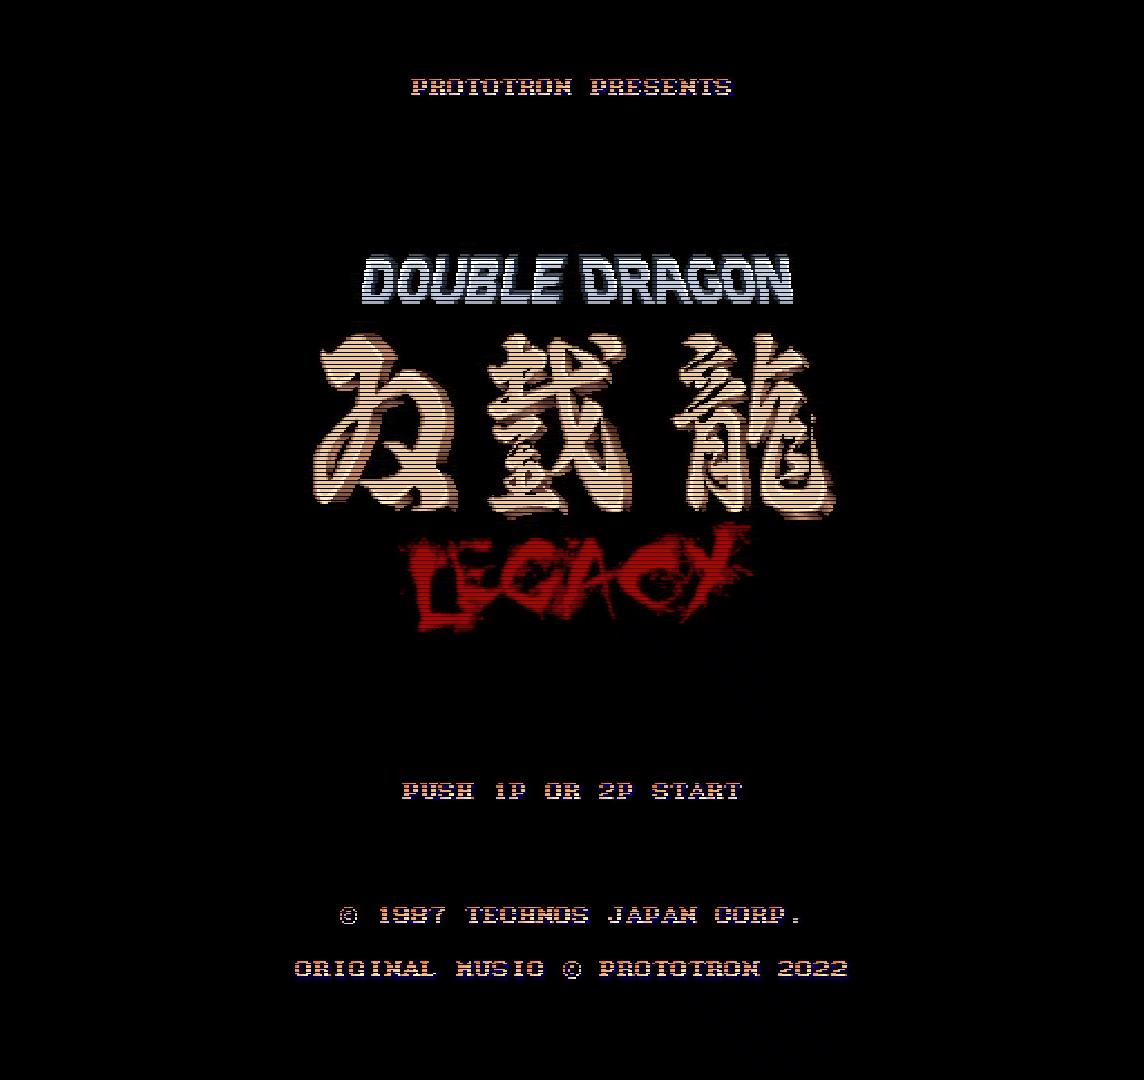 PROTOTRON PRESENTS
DOUBLE DRAGON
双截龍
LEGACY
PUSH 1P OR 2P START
© 1987 TECHNOS JAPAN CORP.
ORIGINAL MUSIC © PROTOTRON 2022